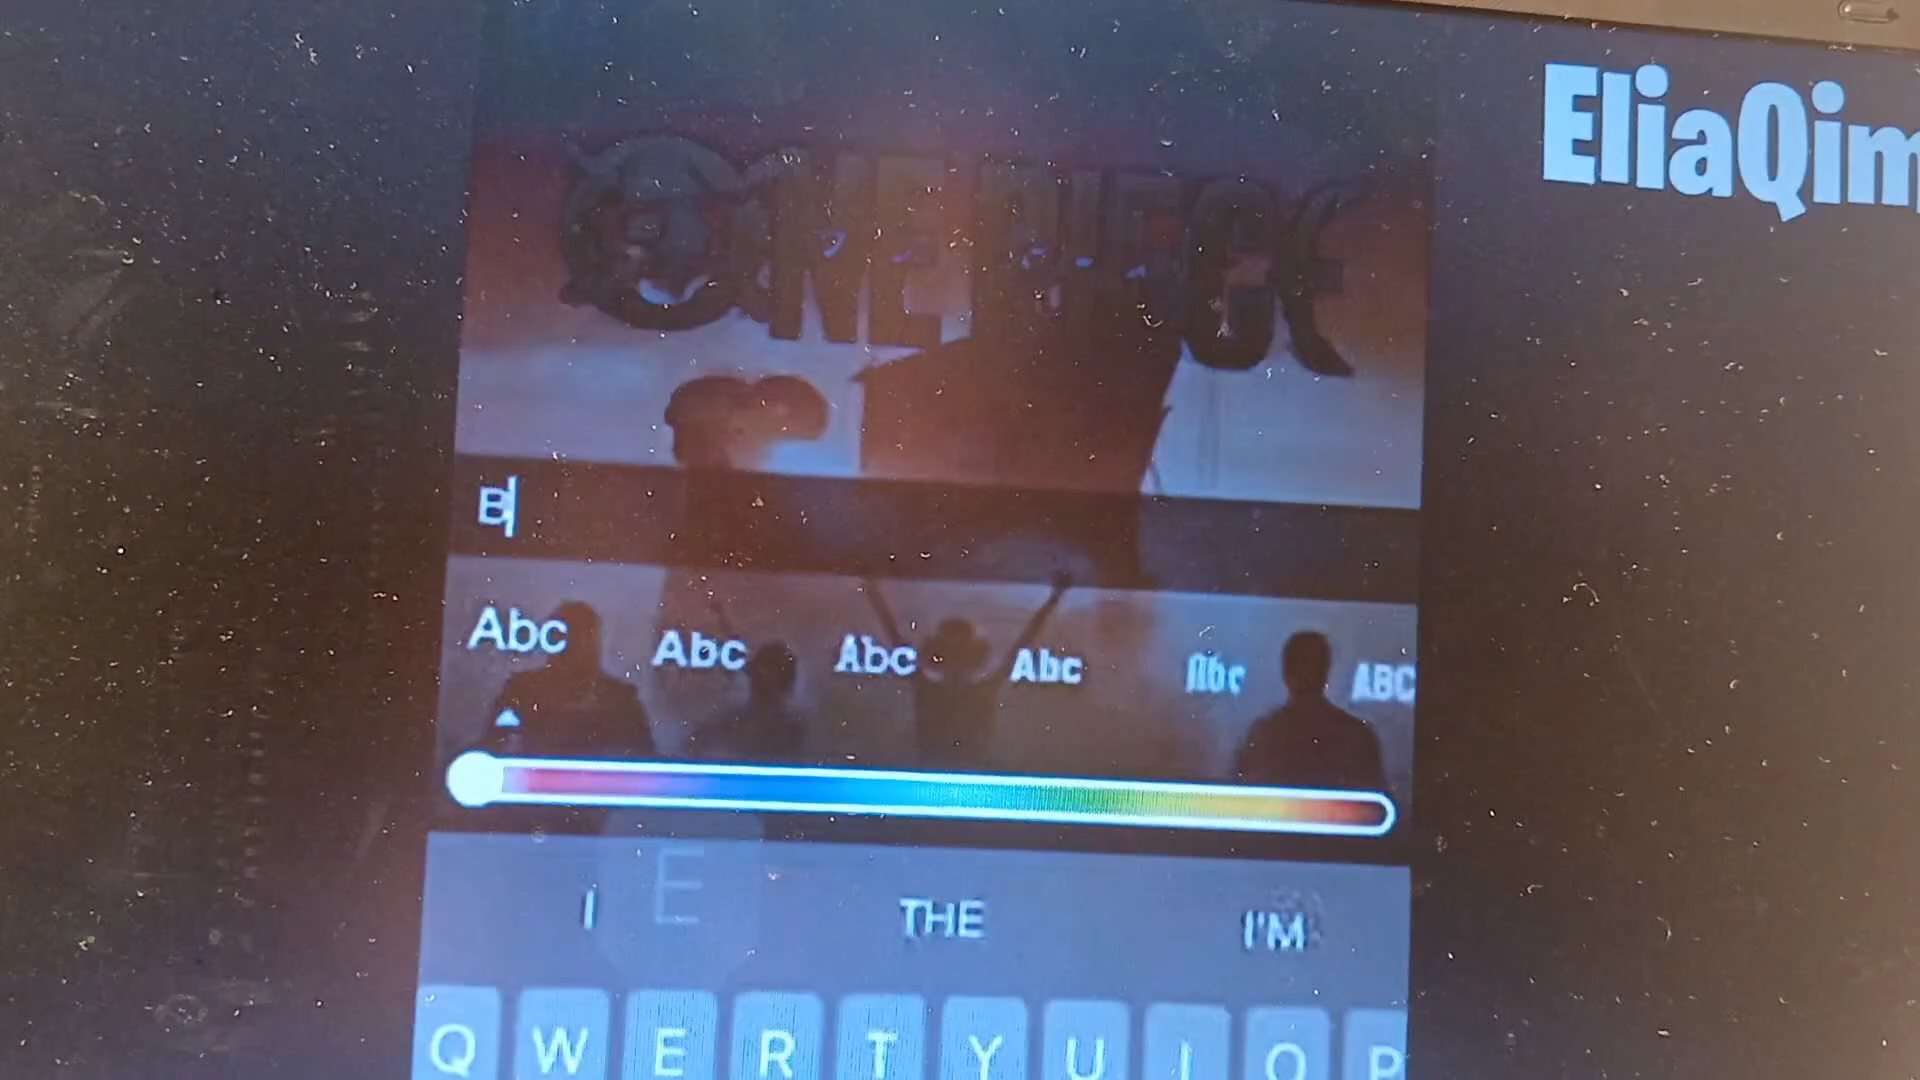 EliaQim
ONE PIECE
B
Abc Abc Abc Abc Abc ABC
I THE I'M
E
Q W E R T Y U I O P